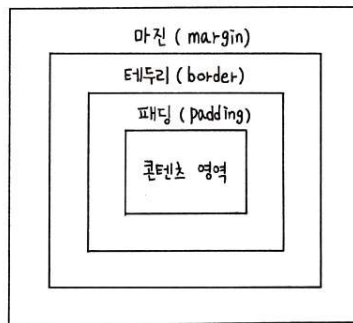 마진 ( margin)
테두리 ( border)
패딩 ( padding)
콘텐츠 영역